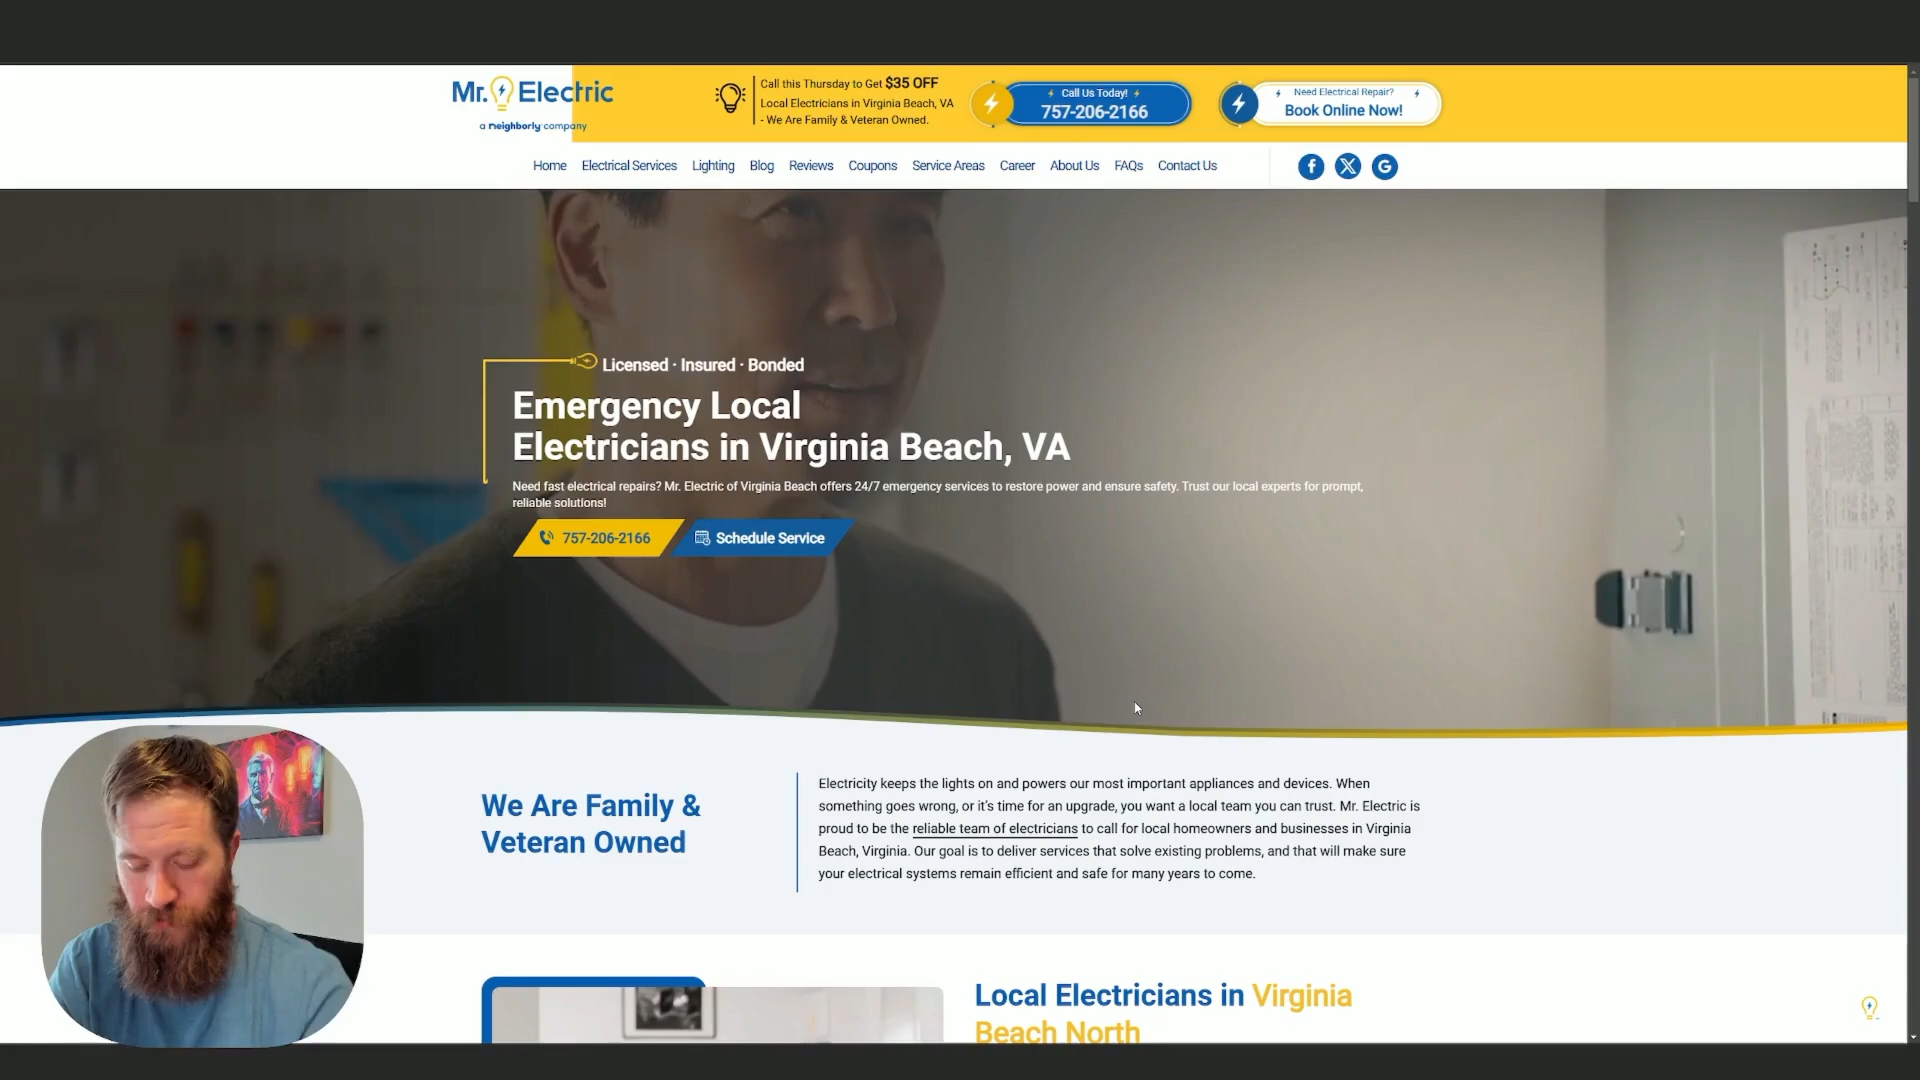 Mr. Electric
a neighborly company
Call this Thursday to Get $35 OFF
Local Electricians in Virginia Beach, VA
- We Are Family & Veteran Owned.
Call Us Today!
757-206-2166
Need Electrical Repair?
Book Online Now!
Home Electrical Services Lighting Blog Reviews Coupons Service Areas Career About Us FAQs Contact Us
Licensed · Insured · Bonded
Emergency Local
Electricians in Virginia Beach, VA
Need fast electrical repairs? Mr. Electric of Virginia Beach offers 24/7 emergency services to restore power and ensure safety. Trust our local experts for prompt,
reliable solutions!
757-206-2166
Schedule Service
We Are Family &
Veteran Owned
Electricity keeps the lights on and powers our most important appliances and devices. When
something goes wrong, or it's time for an upgrade, you want a local team you can trust. Mr. Electric is
proud to be the reliable team of electricians to call for local homeowners and businesses in Virginia
Beach, Virginia. Our goal is to deliver services that solve existing problems, and that will make sure
your electrical systems remain efficient and safe for many years to come.
Local Electricians in Virginia
Beach North